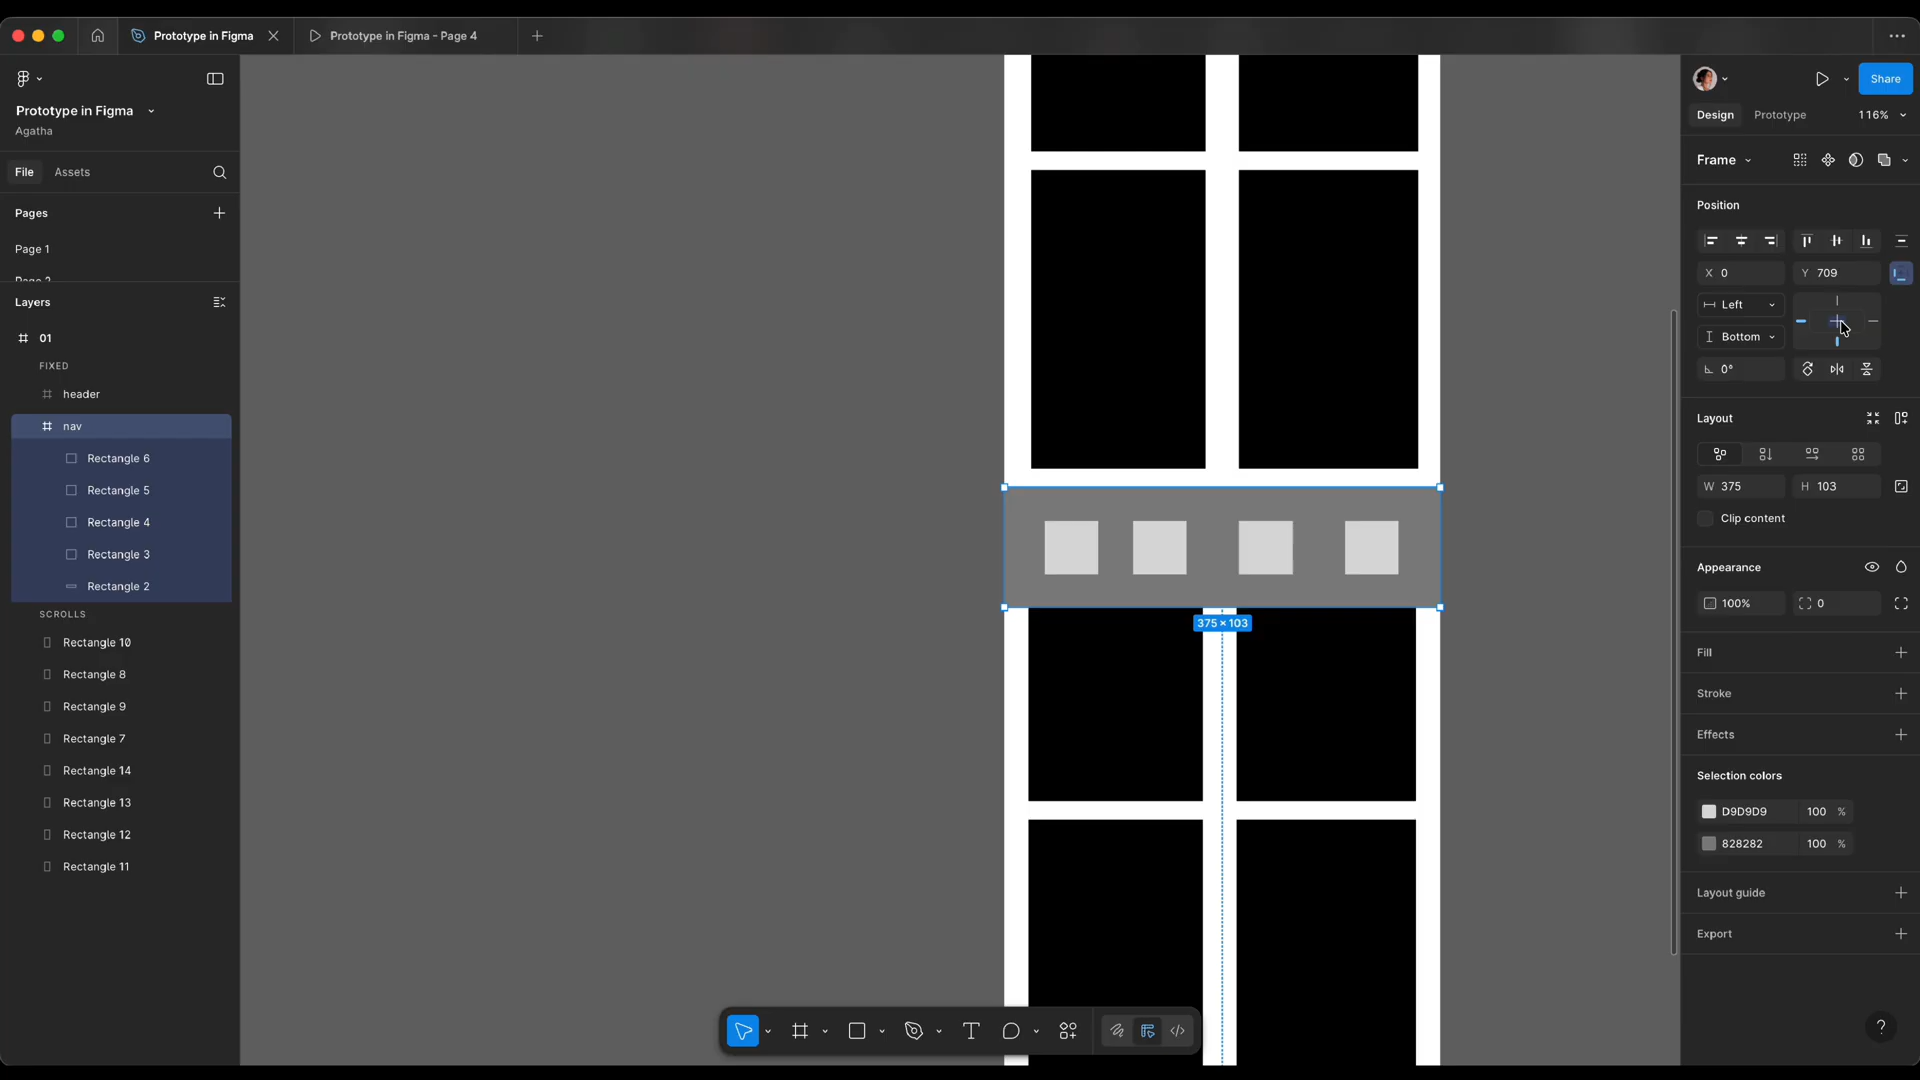 Prototype in Figma
Prototype in Figma - Page 4
Prototype in Figma
Agatha
File
Assets
Pages
Page 1
Page 2
Layers
01
FIXED
header
nav
Rectangle 6
Rectangle 5
Rectangle 4
Rectangle 3
Rectangle 2
SCROLLS
Rectangle 10
Rectangle 8
Rectangle 9
Rectangle 7
Rectangle 14
Rectangle 13
Rectangle 12
Rectangle 11
375 × 103
Share
Design
Prototype
116%
Frame
Position
X 0
Y 709
Left
Bottom
0°
Layout
W 375
H 103
Clip content
Appearance
100%
0
Fill
Stroke
Effects
Selection colors
D9D9D9 100 %
828282 100 %
Layout guide
Export
?